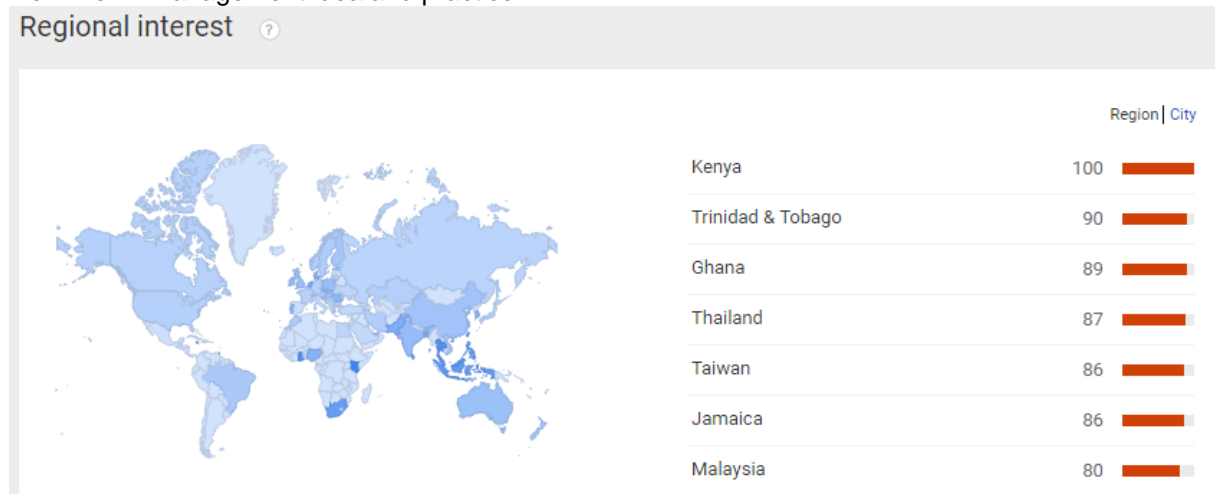 Regional interest ?
Region | City
Kenya 100
Trinidad & Tobago 90
Ghana 89
Thailand 87
Taiwan 86
Jamaica 86
Malaysia 80